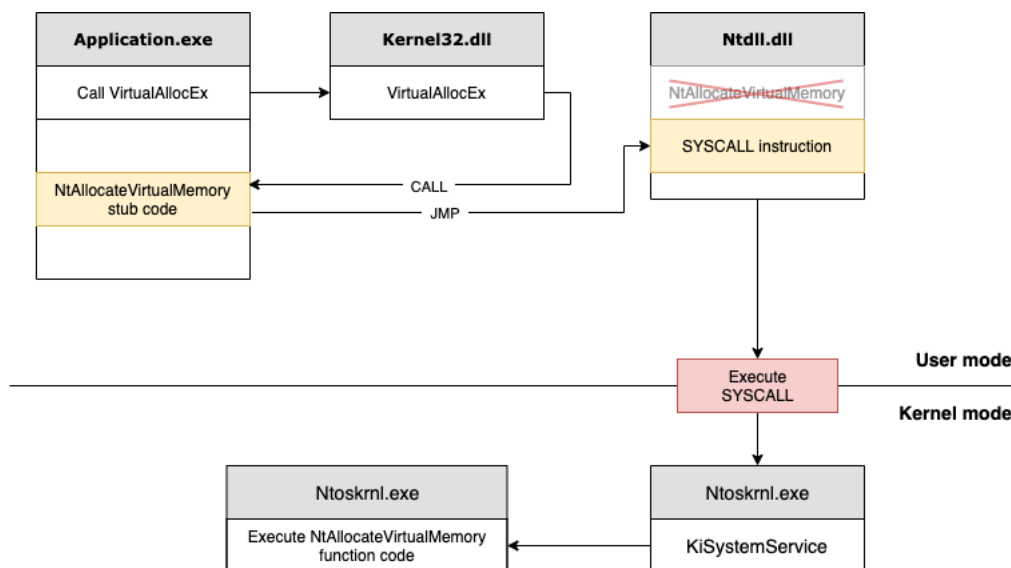 Application.exe
Kernel32.dll
Ntdll.dll
Call VirtualAllocEx
VirtualAllocEx
NtAllocateVirtualMemory
SYSCALL instruction
NtAllocateVirtualMemory
stub code
CALL
JMP
User mode
Execute
SYSCALL
Kernel mode
Ntoskrnl.exe
Ntoskrnl.exe
Execute NtAllocateVirtualMemory
function code
KiSystemService